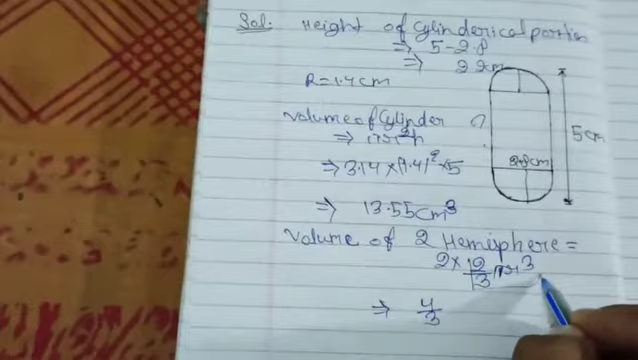 Sol. Height of Cylinderical portion
⇒ 5-2.8
⇒ 2.2cm
R=1.4cm
Volume of Cylinder
⇒ πr²h
⇒ 3.14×(1.4)²×5
⇒ 13.55cm³
5cm
2.8cm
Volume of 2 Hemisphere =
2×
⇒ 4/3